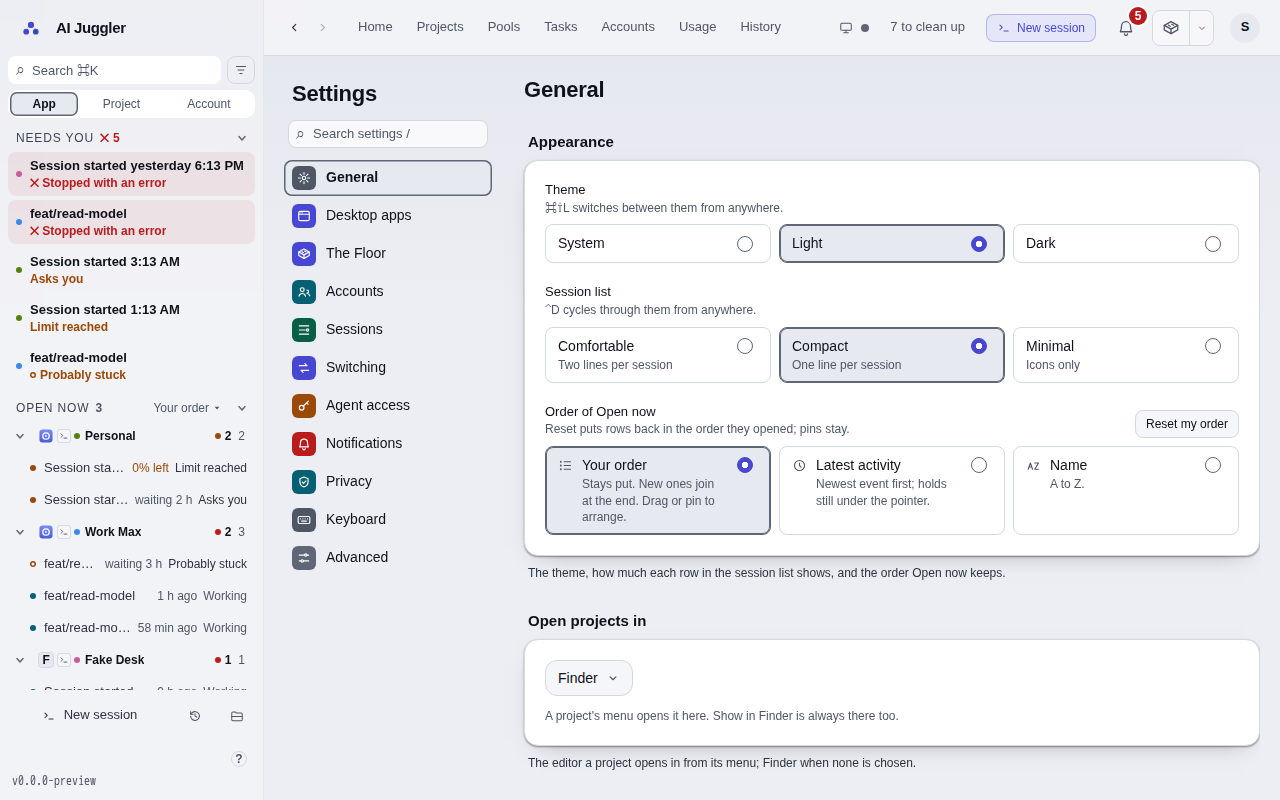 AI Juggler
Search ⌘K
App Project Account
NEEDS YOU 5
Session started yesterday 6:13 PM
Stopped with an error
feat/read-model
Stopped with an error
Session started 3:13 AM
Asks you
Session started 1:13 AM
Limit reached
feat/read-model
Probably stuck
OPEN NOW 3 Your order
Personal 2 2
Session sta… 0% left Limit reached
Session star… waiting 2 h Asks you
Work Max 2 3
feat/re… waiting 3 h Probably stuck
feat/read-model 1 h ago Working
feat/read-mo… 58 min ago Working
F Fake Desk 1 1
New session
?
v0.0.0-preview
Home Projects Pools Tasks Accounts Usage History
7 to clean up
New session
5
S
Settings
Search settings /
General
Desktop apps
The Floor
Accounts
Sessions
Switching
Agent access
Notifications
Privacy
Keyboard
Advanced
General
Appearance
Theme
⌘⇧L switches between them from anywhere.
System Light Dark
Session list
^D cycles through them from anywhere.
Comfortable
Two lines per session
Compact
One line per session
Minimal
Icons only
Order of Open now
Reset puts rows back in the order they opened; pins stay.
Reset my order
Your order
Stays put. New ones join
at the end. Drag or pin to
arrange.
Latest activity
Newest event first; holds
still under the pointer.
AZ Name
A to Z.
The theme, how much each row in the session list shows, and the order Open now keeps.
Open projects in
Finder
A project's menu opens it here. Show in Finder is always there too.
The editor a project opens in from its menu; Finder when none is chosen.